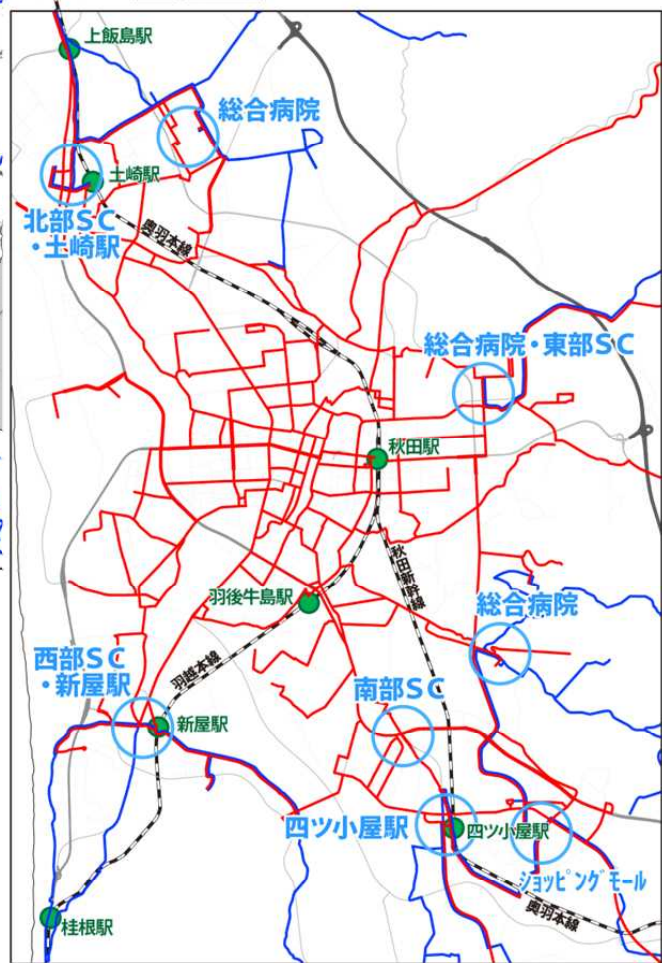 上飯島駅
総合病院
土崎駅
北部ＳＣ
・土崎駅
奥羽本線
総合病院・東部ＳＣ
秋田駅
秋田新幹線
羽後牛島駅
総合病院
西部ＳＣ
・新屋駅
羽越本線
南部ＳＣ
新屋駅
四ツ小屋駅
四ツ小屋駅
ｼｮｯﾋﾟﾝｸﾞﾓｰﾙ
奥羽本線
桂根駅